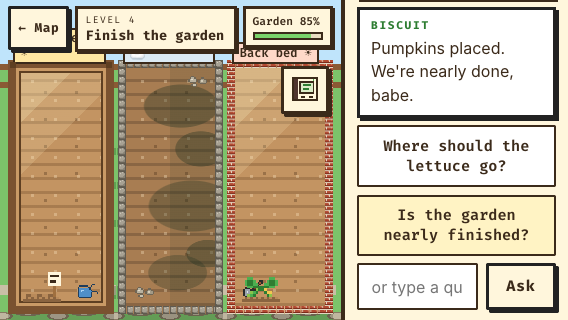 ← Map
LEVEL 4
Finish the garden
Garden 85%
Back bed ☀
BISCUIT
Pumpkins placed.
We're nearly done,
babe.
Where should the
lettuce go?
Is the garden
nearly finished?
or type a qu
Ask